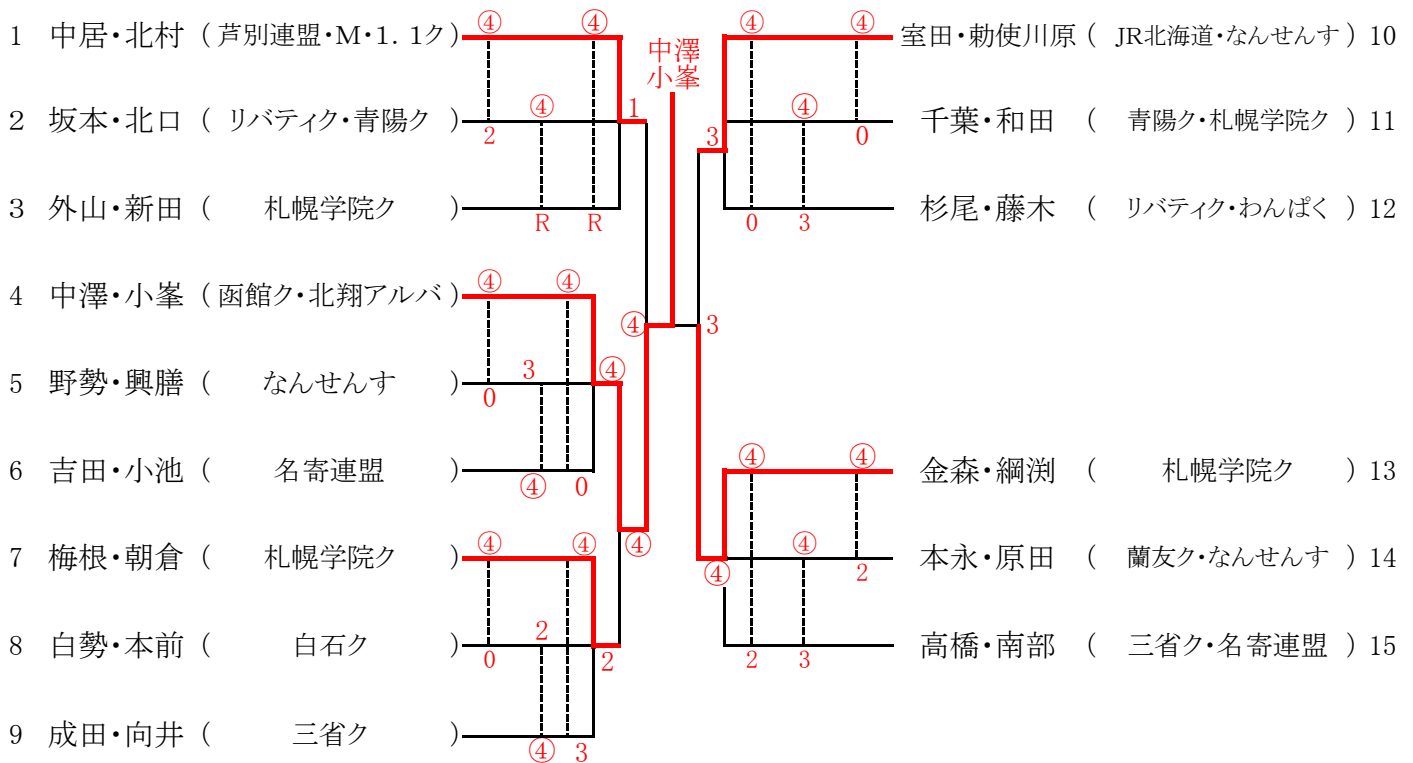 ④ ④ ④ ④
1 中居・北村 ( 芦別連盟・M・1. 1ク )
中澤
小峯
室田・勅使川原 ( JR北海道・なんせんす ) 10
④ 1 ④
2 坂本・北口 ( リバティク・青陽ク )
2 3 0
千葉・和田 ( 青陽ク・札幌学院ク ) 11
3 外山・新田 ( 札幌学院ク )
R R 0 3
杉尾・藤木 ( リバティク・わんぱく ) 12
④ ④
4 中澤・小峯 ( 函館ク・北翔アルバ )
④ 3
3 ④
5 野勢・興膳 ( なんせんす )
0
④ ④
6 吉田・小池 ( 名寄連盟 )
④ 0
金森・綱渕 ( 札幌学院ク ) 13
④ ④ ④ ④
7 梅根・朝倉 ( 札幌学院ク )
④ 2
本永・原田 ( 蘭友ク・なんせんす ) 14
2
8 白勢・本前 ( 白石ク )
0 2 2 3
高橋・南部 ( 三省ク・名寄連盟 ) 15
9 成田・向井 ( 三省ク )
④ 3